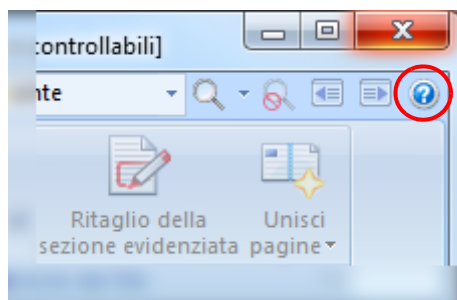 controllabili]
nte
?
Ritaglio della
sezione evidenziata
Unisci
pagine